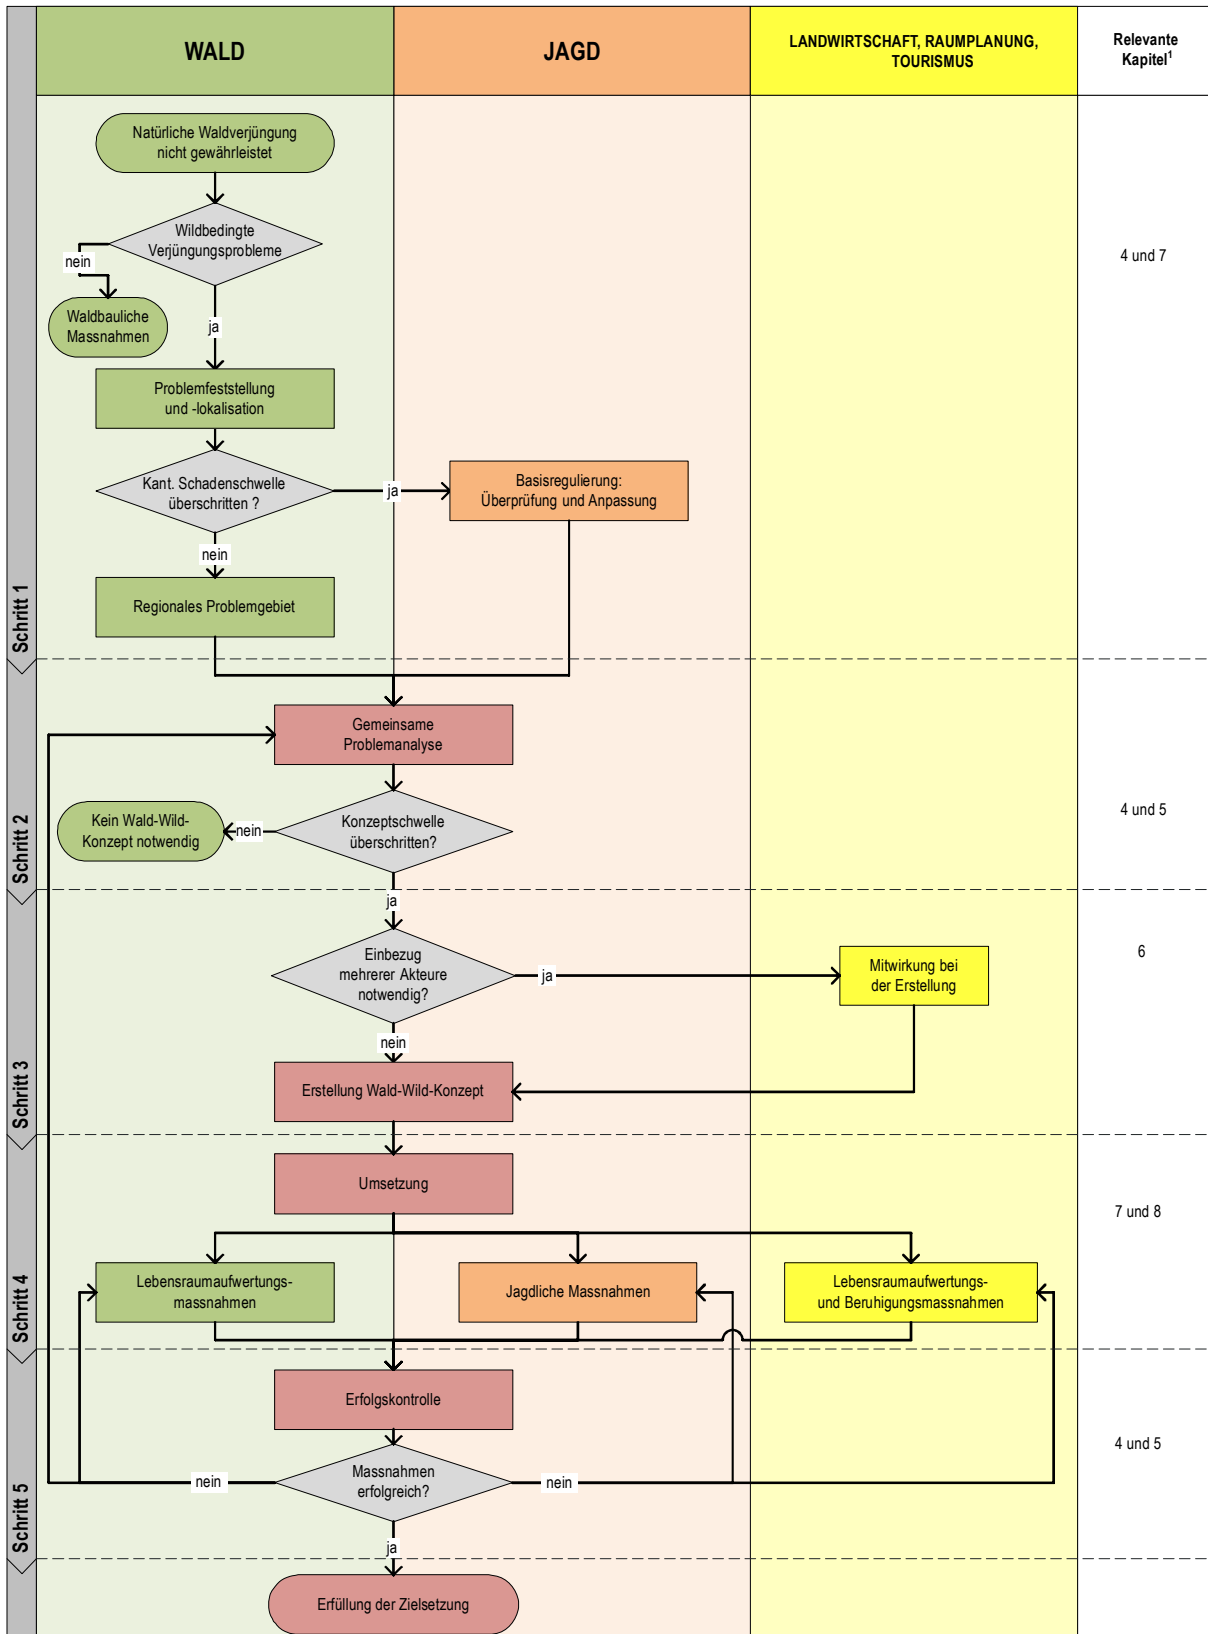 WALD
JAGD
LANDWIRTSCHAFT, RAUMPLANUNG,
TOURISMUS
Relevante
Kapitel¹
Natürliche Waldverjüngung
nicht gewährleistet
Wildbedingte
Verjüngungsprobleme
nein
Waldbauliche
Massnahmen
ja
4 und 7
Problemfeststellung
und -lokalisation
Kant. Schadenschwelle
überschritten ?
ja
Basisregulierung:
Überprüfung und Anpassung
nein
Regionales Problemgebiet
Schritt 1
Gemeinsame
Problemanalyse
Konzeptschwelle
überschritten?
nein
Kein Wald-Wild-
Konzept notwendig
4 und 5
Schritt 2
ja
Einbezug
mehrerer Akteure
notwendig?
ja
Mitwirkung bei
der Erstellung
6
nein
Erstellung Wald-Wild-Konzept
Schritt 3
Umsetzung
7 und 8
Lebensraumaufwertungs-
massnahmen
Jagdliche Massnahmen
Lebensraumaufwertungs-
und Beruhigungsmassnahmen
Schritt 4
Erfolgskontrolle
4 und 5
Massnahmen
erfolgreich?
nein
nein
Schritt 5
ja
Erfüllung der Zielsetzung